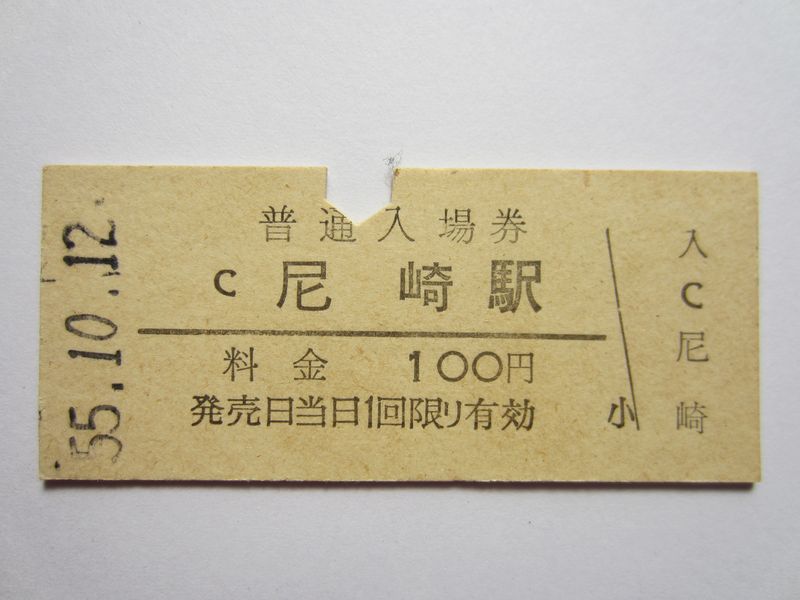 55.10.12
普通入場券
C 尼崎駅
料金 100円
発売日当日1回限り有効 小
入C尼崎